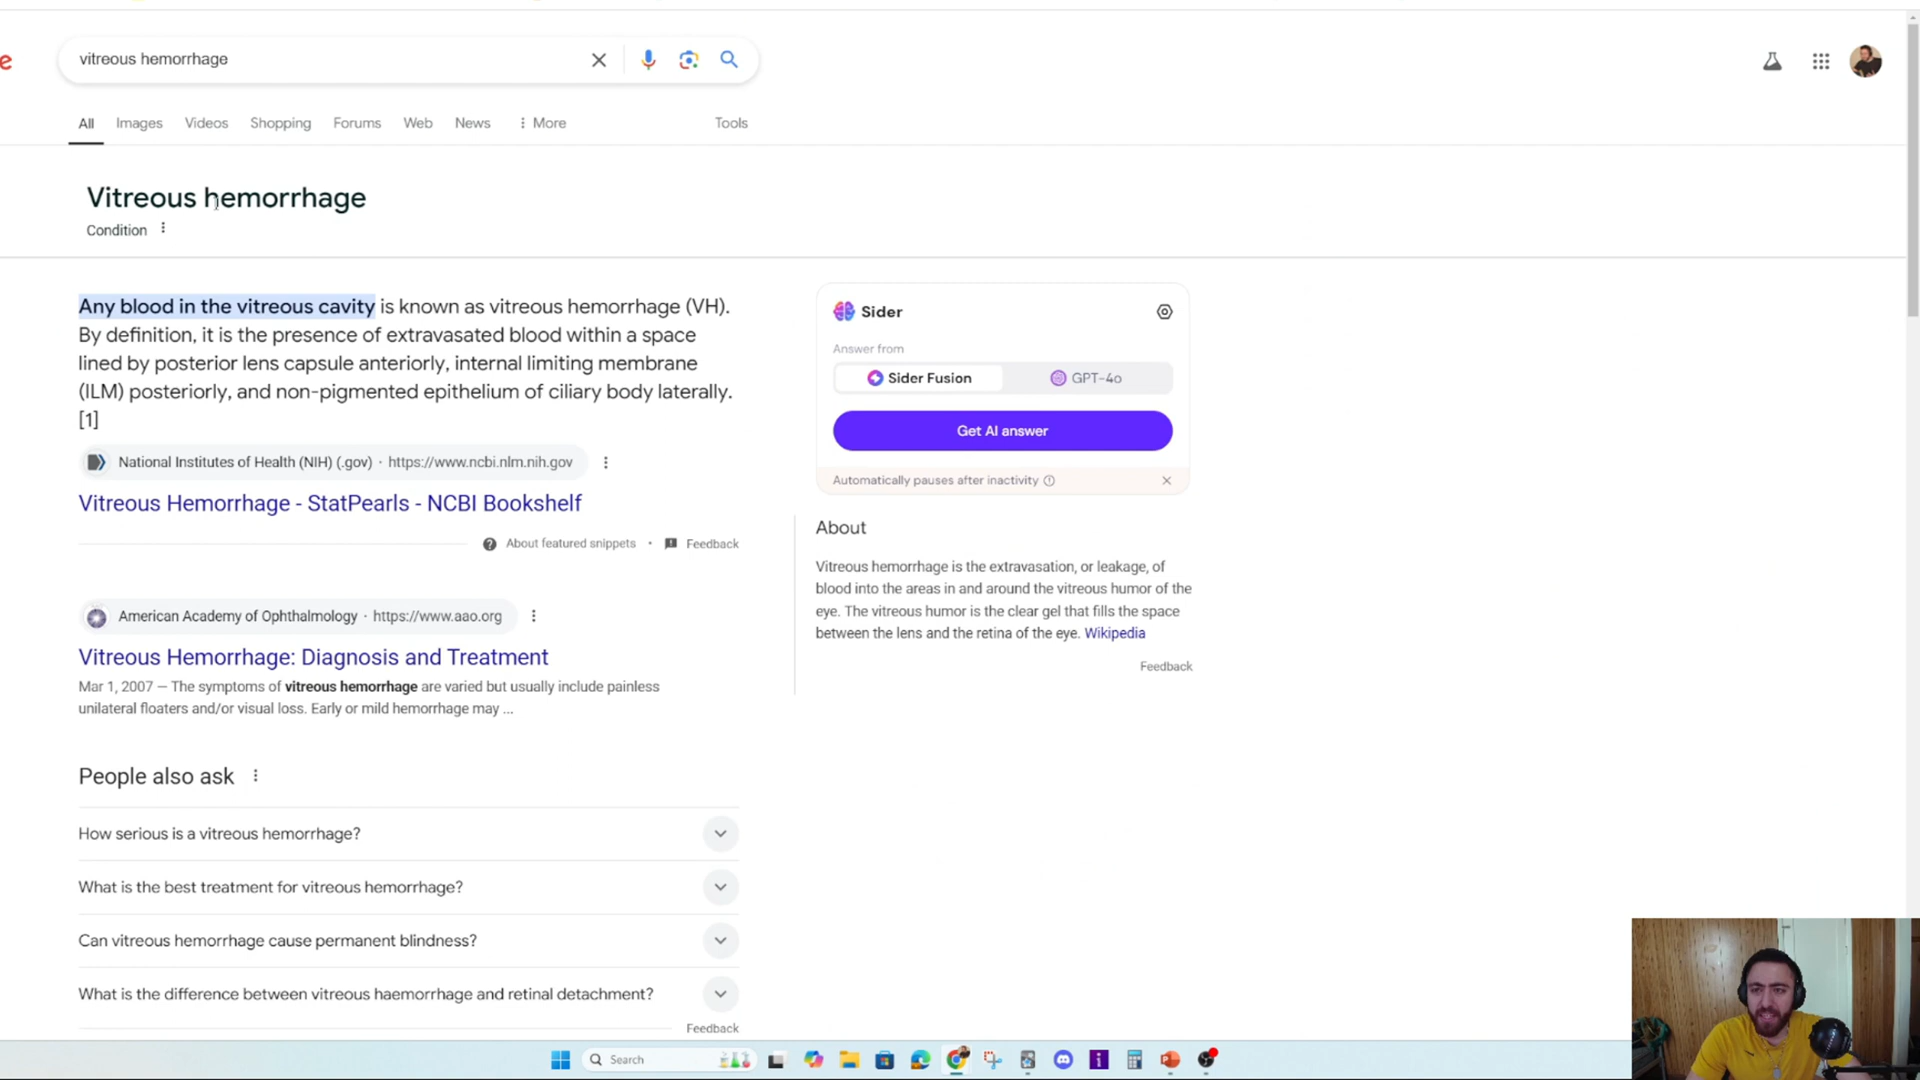 e
vitreous hemorrhage
All Images Videos Shopping Forums Web News More Tools
Vitreous hemorrhage
Condition
Any blood in the vitreous cavity is known as vitreous hemorrhage (VH).
By definition, it is the presence of extravasated blood within a space
lined by posterior lens capsule anteriorly, internal limiting membrane
(ILM) posteriorly, and non-pigmented epithelium of ciliary body laterally.
[1]
National Institutes of Health (NIH) (.gov) · https://www.ncbi.nlm.nih.gov
Vitreous Hemorrhage - StatPearls - NCBI Bookshelf
About featured snippets • Feedback
American Academy of Ophthalmology · https://www.aao.org
Vitreous Hemorrhage: Diagnosis and Treatment
Mar 1, 2007 — The symptoms of vitreous hemorrhage are varied but usually include painless
unilateral floaters and/or visual loss. Early or mild hemorrhage may ...
People also ask
How serious is a vitreous hemorrhage?
What is the best treatment for vitreous hemorrhage?
Can vitreous hemorrhage cause permanent blindness?
What is the difference between vitreous haemorrhage and retinal detachment?
Feedback
Sider
Answer from
Sider Fusion GPT-4o
Get AI answer
Automatically pauses after inactivity
About
Vitreous hemorrhage is the extravasation, or leakage, of
blood into the areas in and around the vitreous humor of the
eye. The vitreous humor is the clear gel that fills the space
between the lens and the retina of the eye. Wikipedia
Feedback
Search